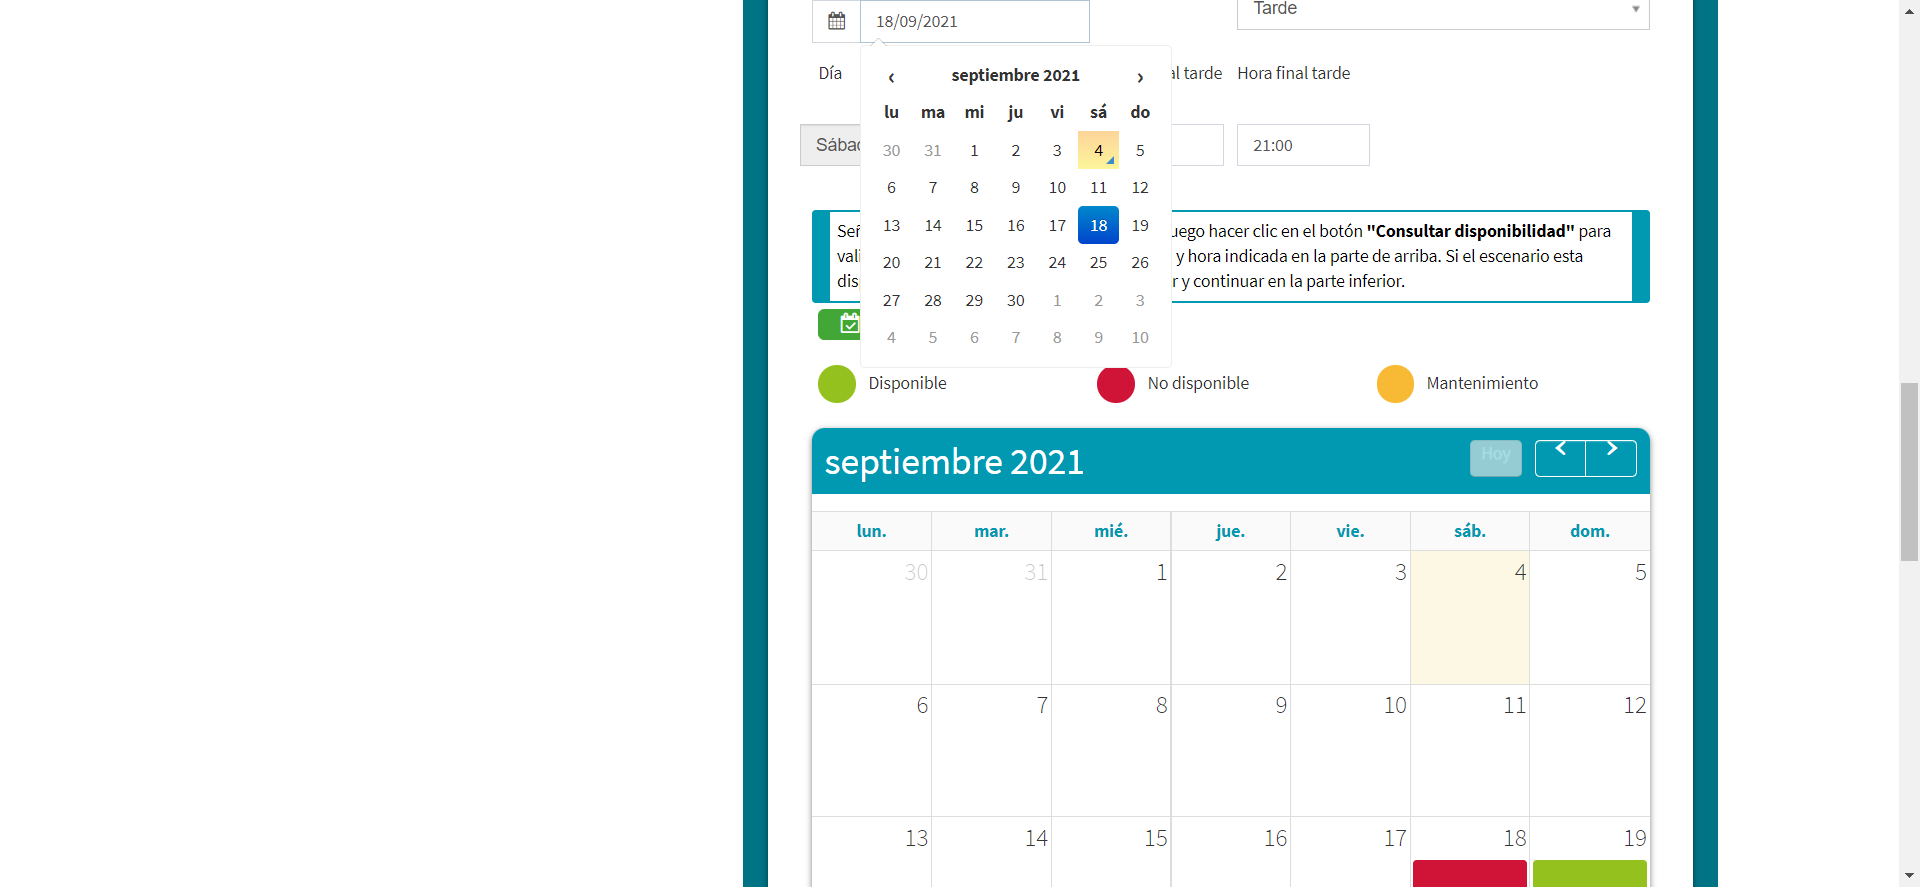 18/09/2021
Tarde
Día
al tarde
Hora final tarde
21:00
‹ septiembre 2021 ›
lu ma mi ju vi sá do
30 31 1 2 3 4 5
6 7 8 9 10 11 12
13 14 15 16 17 18 19
20 21 22 23 24 25 26
27 28 29 30 1 2 3
4 5 6 7 8 9 10
hacer clic en el botón "Consultar disponibilidad" para
y hora indicada en la parte de arriba. Si el escenario esta
y continuar en la parte inferior.
Disponible
No disponible
Mantenimiento
septiembre 2021
Hoy
lun. mar. mié. jue. vie. sáb. dom.
30 31 1 2 3 4 5
6 7 8 9 10 11 12
13 14 15 16 17 18 19